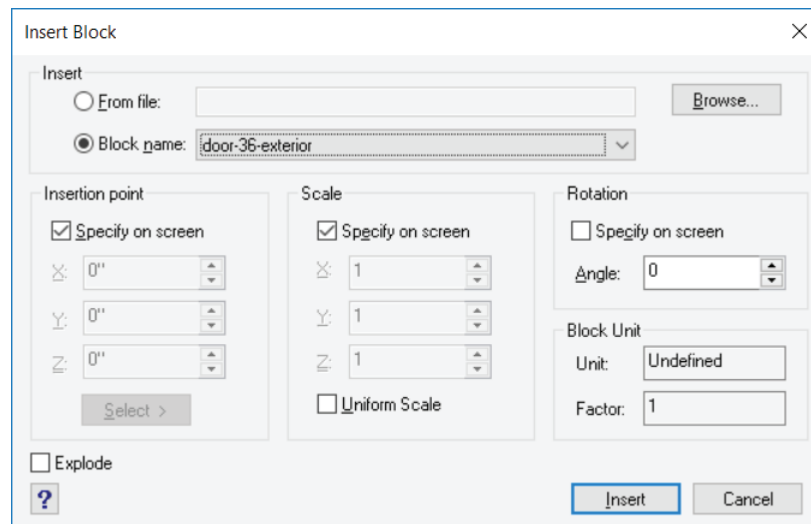 Insert Block
Insert
From file:
Browse...
Block name: door-36-exterior
Insertion point
Specify on screen
X: 0"
Y: 0"
Z: 0"
Select >
Scale
Specify on screen
X: 1
Y: 1
Z: 1
Uniform Scale
Rotation
Specify on screen
Angle: 0
Block Unit
Unit: Undefined
Factor: 1
Explode
?
Insert
Cancel